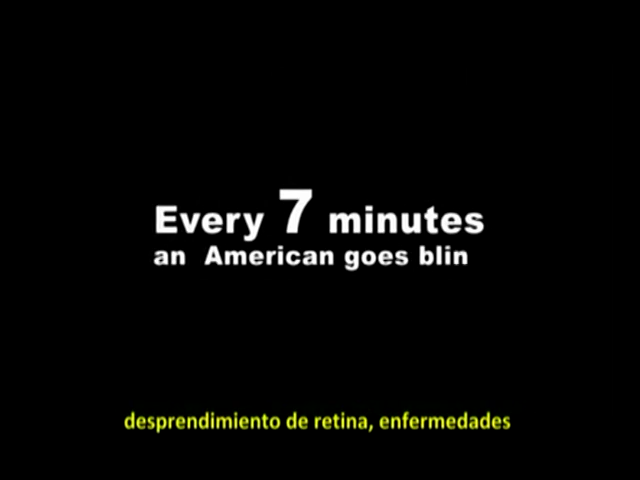 Every 7 minutes
an American goes blin
desprendimiento de retina, enfermedades